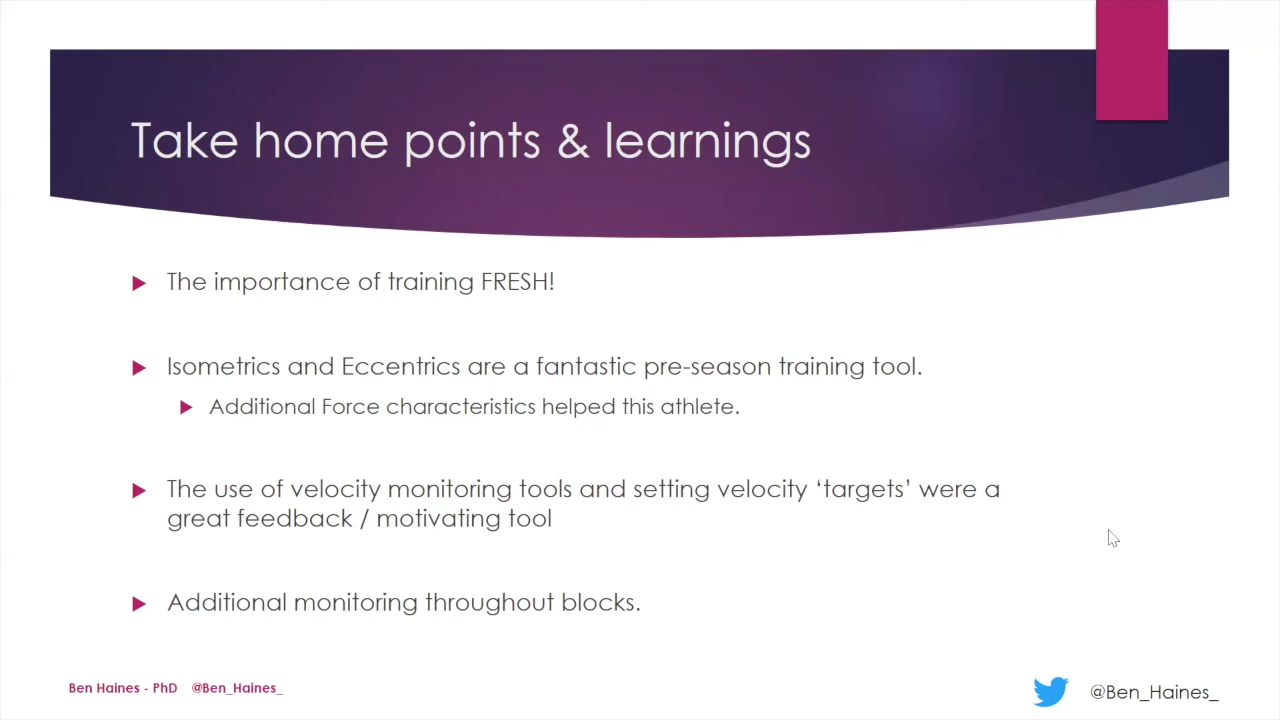 Take home points & learnings
The importance of training FRESH!
Isometrics and Eccentrics are a fantastic pre-season training tool.
Additional Force characteristics helped this athlete.
The use of velocity monitoring tools and setting velocity ‘targets’ were a
great feedback / motivating tool
Additional monitoring throughout blocks.
Ben Haines - PhD @Ben_Haines_
@Ben_Haines_